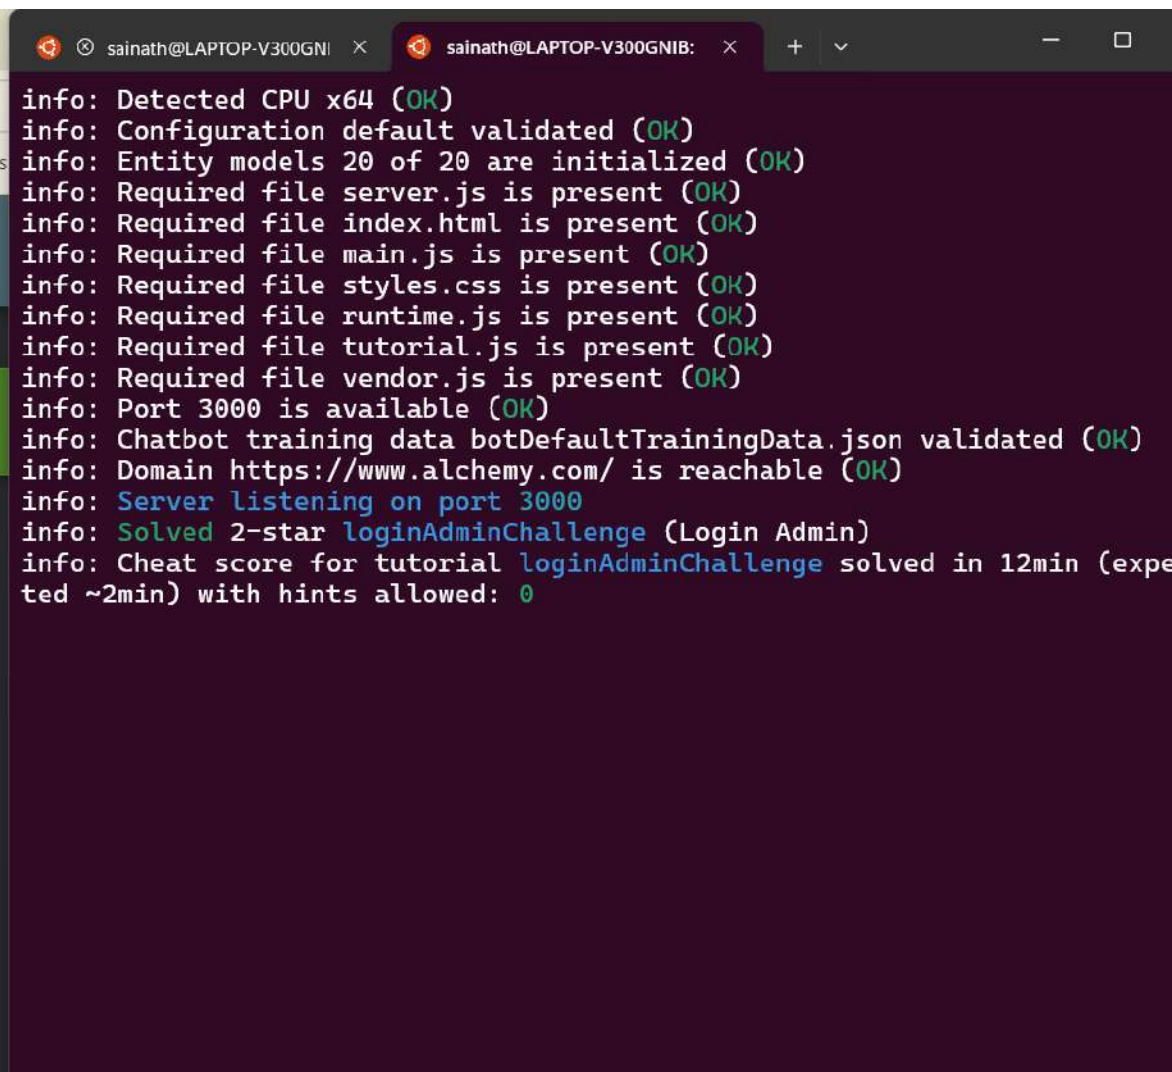 sainath@LAPTOP-V300GNI
sainath@LAPTOP-V300GNIB:
info: Detected CPU x64 (OK)
info: Configuration default validated (OK)
info: Entity models 20 of 20 are initialized (OK)
info: Required file server.js is present (OK)
info: Required file index.html is present (OK)
info: Required file main.js is present (OK)
info: Required file styles.css is present (OK)
info: Required file runtime.js is present (OK)
info: Required file tutorial.js is present (OK)
info: Required file vendor.js is present (OK)
info: Port 3000 is available (OK)
info: Chatbot training data botDefaultTrainingData.json validated (OK)
info: Domain https://www.alchemy.com/ is reachable (OK)
info: Server listening on port 3000
info: Solved 2-star loginAdminChallenge (Login Admin)
info: Cheat score for tutorial loginAdminChallenge solved in 12min (expe
ted ~2min) with hints allowed: 0